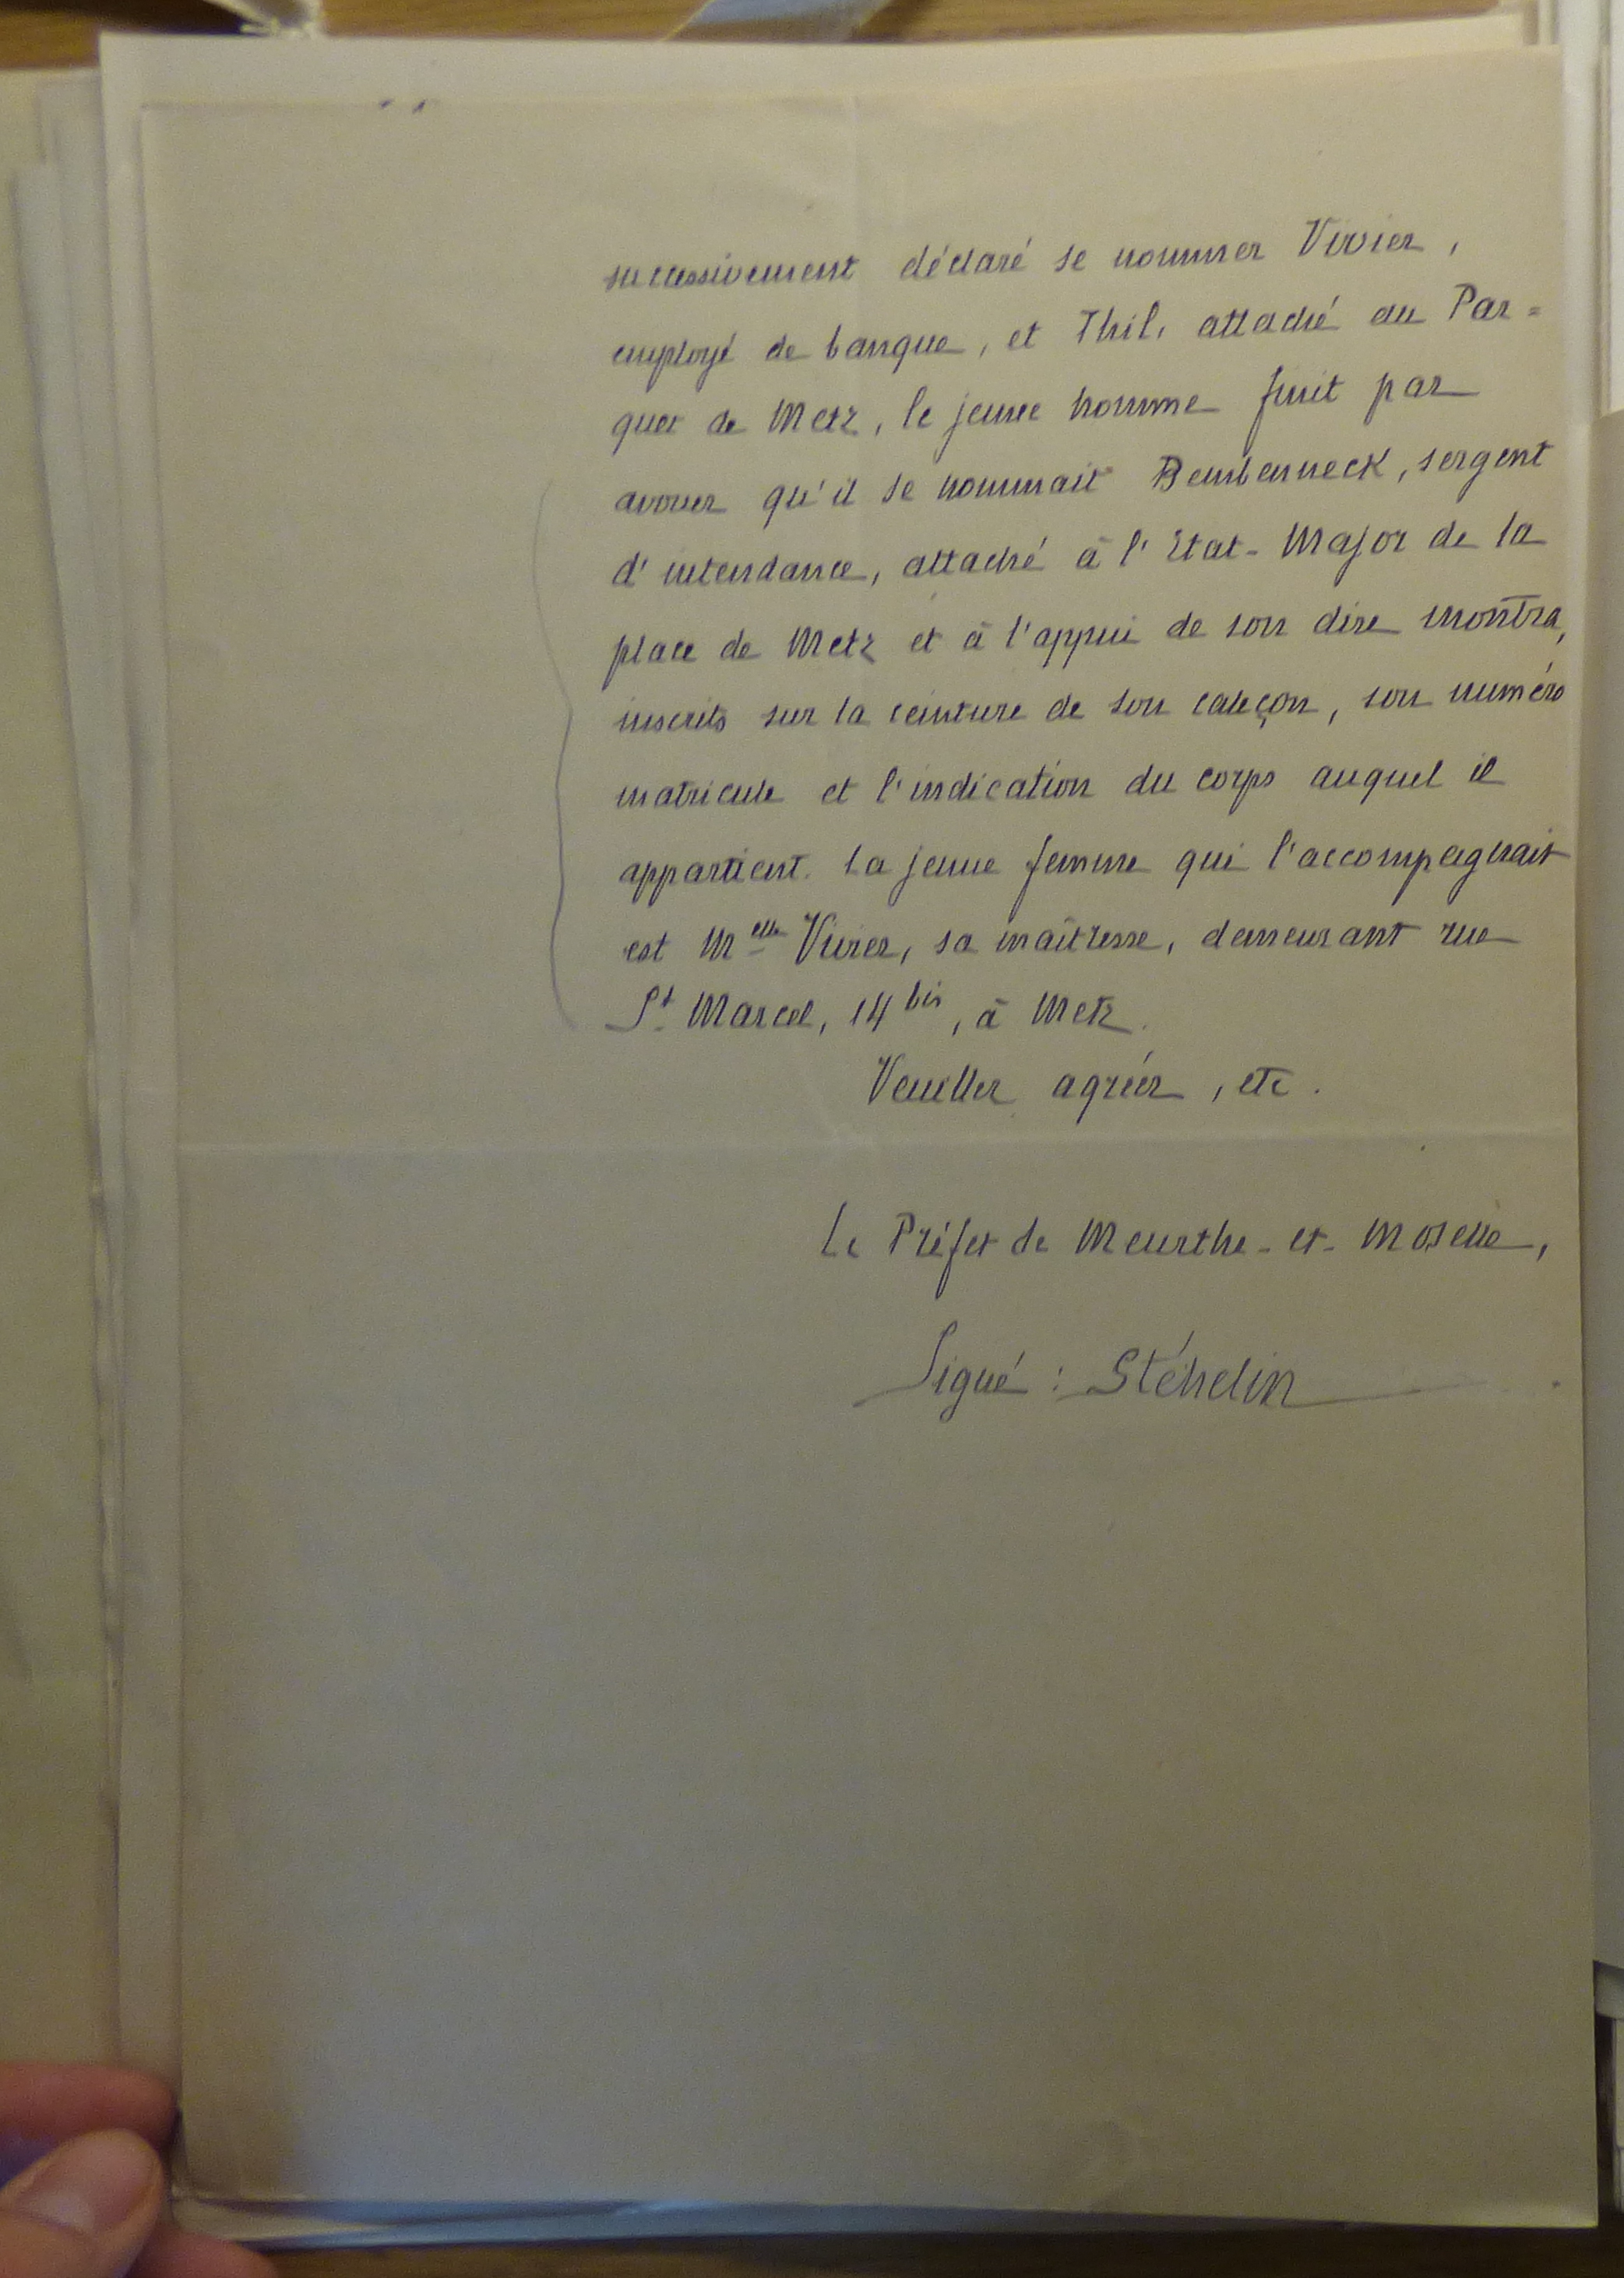 successivement déclaré se nommer Vivier,
employé de banque, et Thil, attaché au Par=
quet de Metz, le jeune homme finit par
avouer qu'il se nommait Bembenneck, sergent
d'intendance, attaché à l'Etat-Major de la
place de Metz et à l'appui de son dire montra,
inscrits sur la ceinture de son caleçon, son numéro
matricule et l'indication du corps auquel il
appartient. La jeune femme qui l'accompagnait
est Melle Vivier, sa maîtresse, demeurant rue
St Marcel, 14 bis, à Metz.
Veuillez agréer, etc.
Le Préfet de Meurthe-et-Moselle,
Signé : Stéhelin